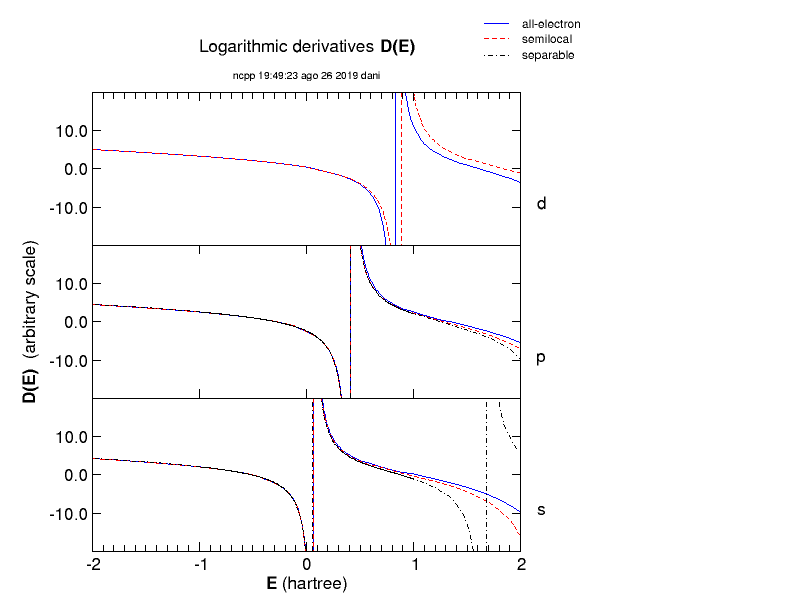 all-electron
semilocal
separable
Logarithmic derivatives D(E)
ncpp 19:49:23 ago 26 2019 dani
10.0
0.0
-10.0
d
10.0
0.0
-10.0
p
D(E) (arbitrary scale)
10.0
0.0
-10.0
s
-2 -1 0 1 2
E (hartree)